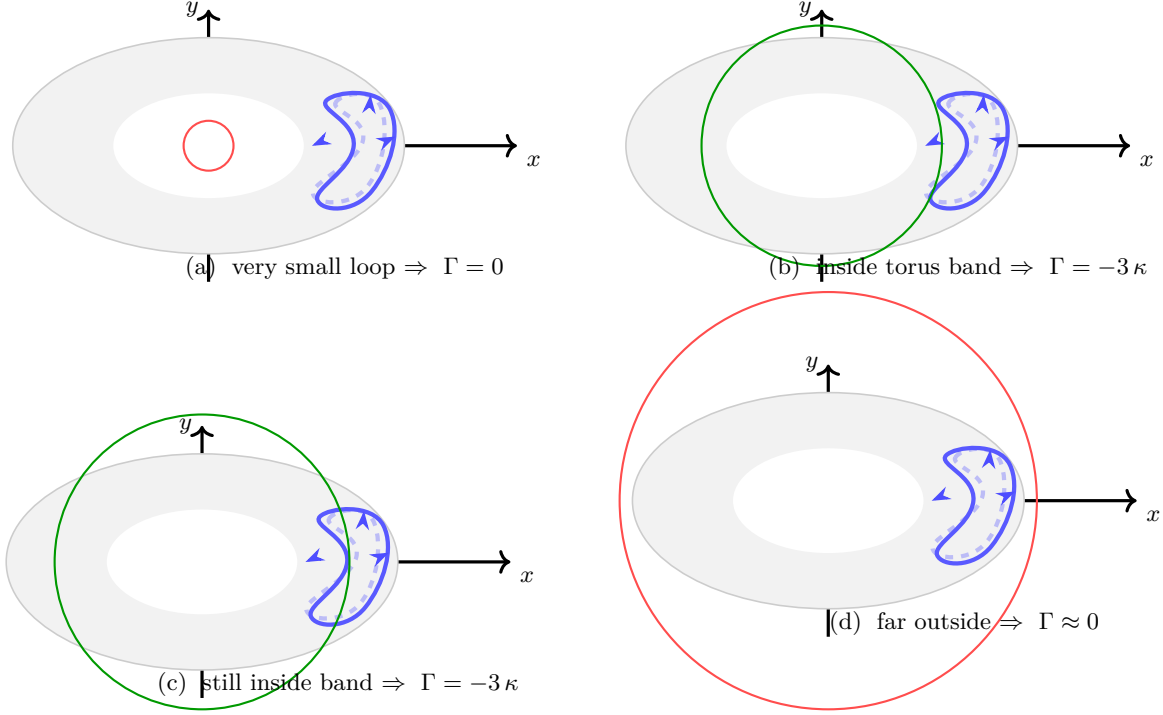 y
x
(a) very small loop ⇒ Γ = 0
y
x
(b) inside torus band ⇒ Γ = −3 κ
y
x
(c) still inside band ⇒ Γ = −3 κ
y
x
(d) far outside ⇒ Γ ≈ 0